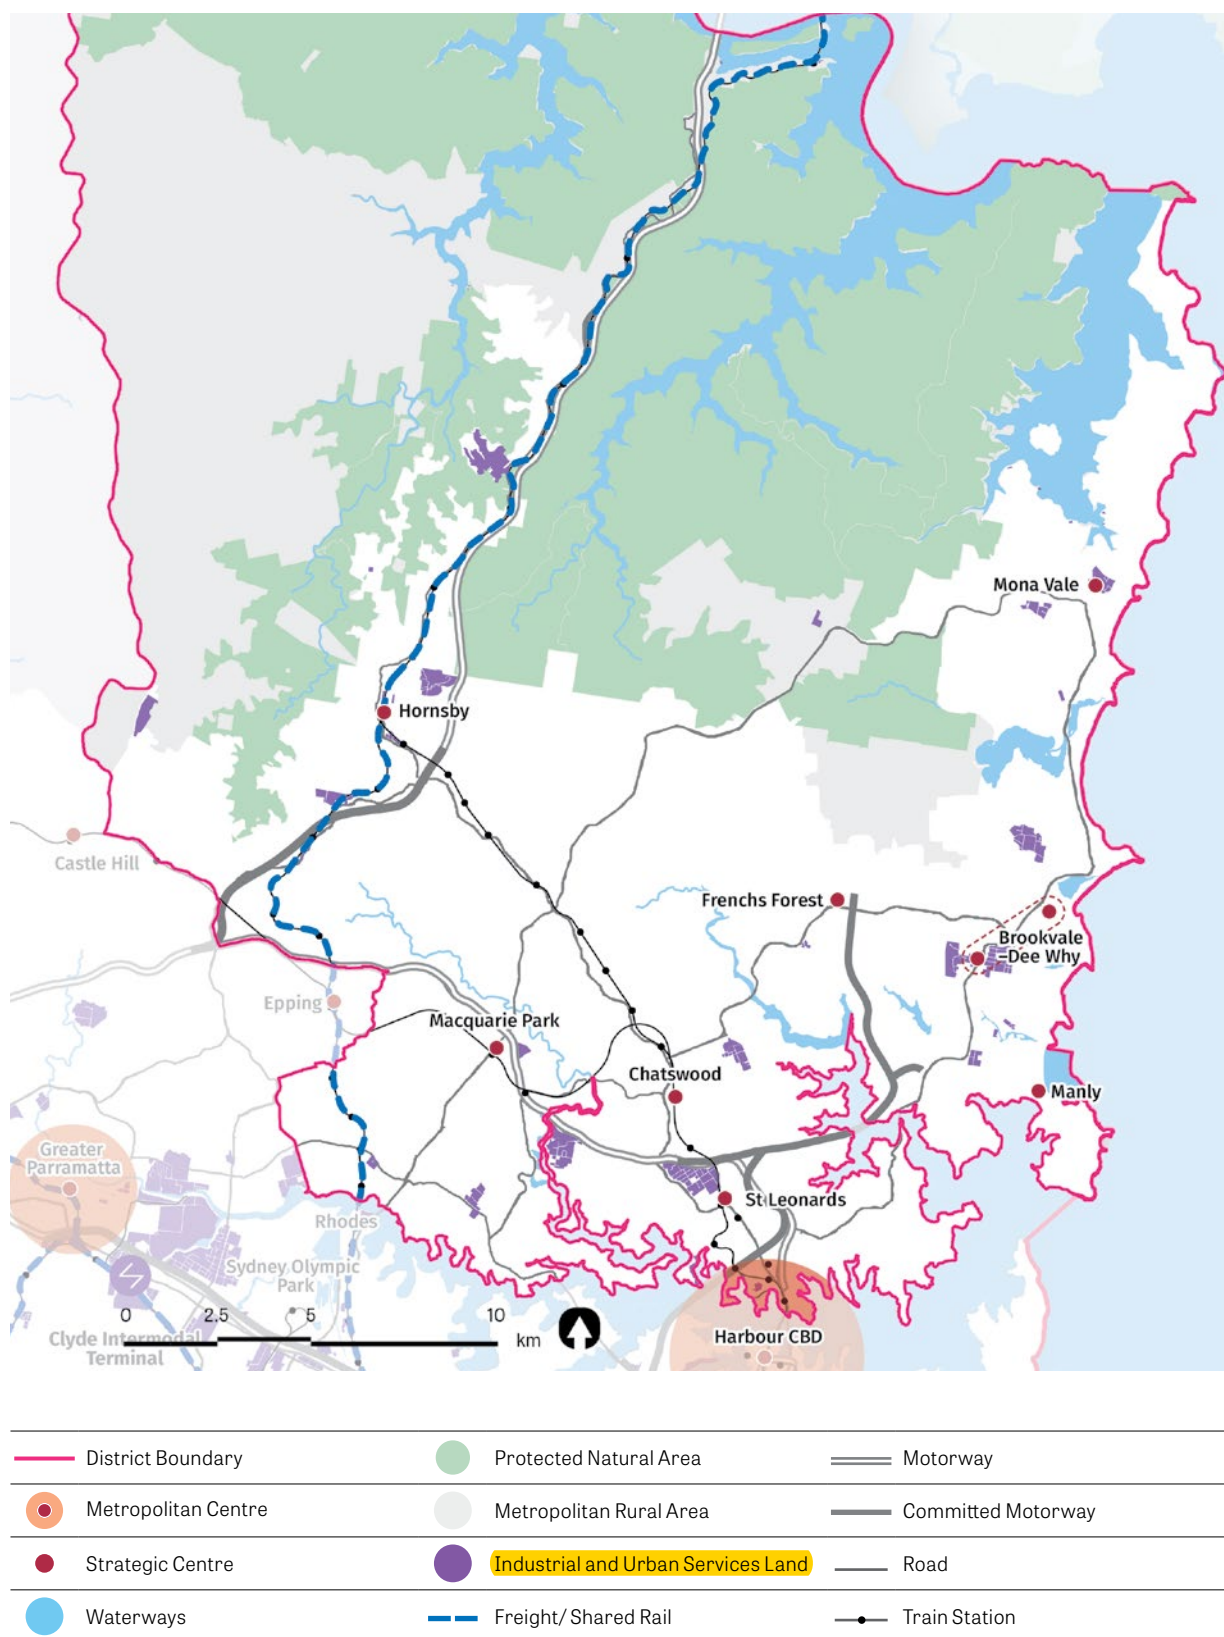 Mona Vale
Hornsby
Castle Hill
Frenchs Forest
Brookvale
–Dee Why
Epping
Macquarie Park
Chatswood
Manly
Greater
Parramatta
St Leonards
Rhodes
Sydney Olympic
Park
0 2.5 5 10
km
Clyde Intermodal
Terminal
Harbour CBD
District Boundary
Protected Natural Area
Motorway
Metropolitan Centre
Metropolitan Rural Area
Committed Motorway
Strategic Centre
Industrial and Urban Services Land
Road
Waterways
Freight/ Shared Rail
Train Station